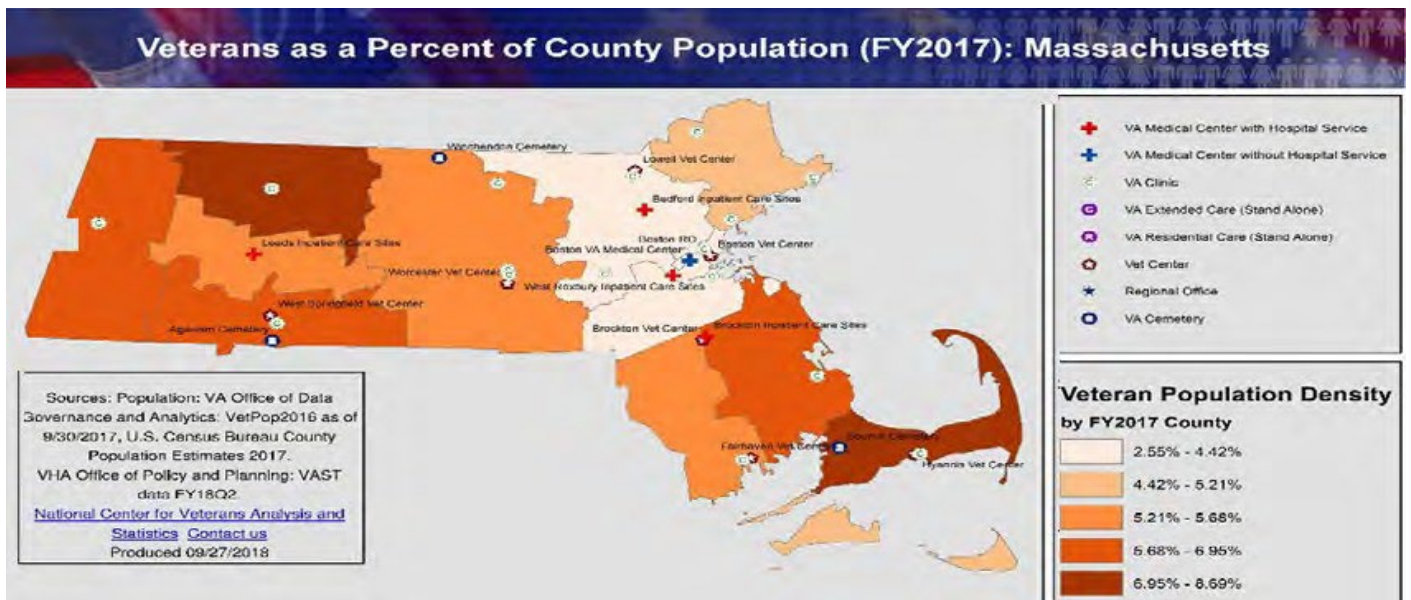 Veterans as a Percent of County Population (FY2017): Massachusetts
Winchendon Cemetery
Lowell Vet Center
Bedford Inpatient Care Sites
Leeds Inpatient Care Sites
Boston RO
Boston Vet Center
Boston VA Medical Center
Worcester Vet Center
West Roxbury Inpatient Care Sites
West Springfield Vet Center
Agawam Cemetery
Brockton Vet Center
Brockton Inpatient Care Sites
Fairhaven Vet Center
Cemetery
Hyannis Vet Center
VA Medical Center with Hospital Service
VA Medical Center without Hospital Service
VA Clinic
VA Extended Care (Stand Alone)
VA Residential Care (Stand Alone)
Vet Center
Regional Office
VA Cemetery
Sources: Population: VA Office of Data
Governance and Analytics: VetPop2016 as of
9/30/2017, U.S. Census Bureau County
Population Estimates 2017.
VHA Office of Policy and Planning: VAST
data FY18Q2
National Center for Veterans Analysis and
Statistics Contact us
Produced 09/27/2018
Veteran Population Density
by FY2017 County
2.55% - 4.42%
4.42% - 5.21%
5.21% - 5.68%
5.68% - 6.95%
6.95% - 8.69%